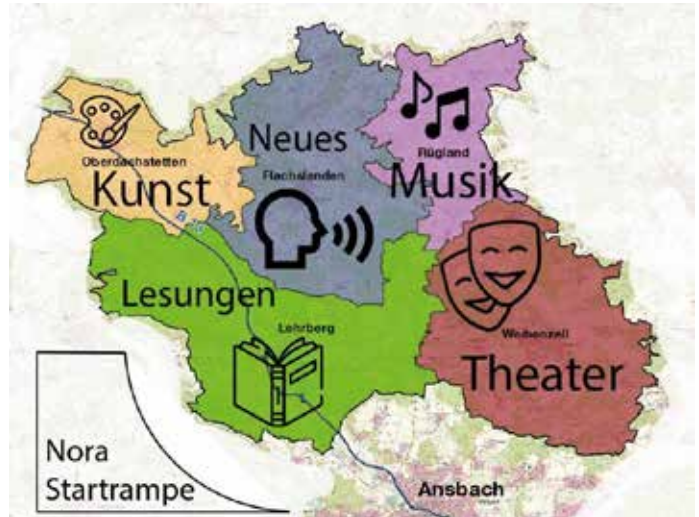 Neues
Rügland
Oberdachstetten
Flachslanden
Kunst
Musik
Lesungen
Lehrberg
Weihenzell
Theater
Nora
Startrampe
Ansbach